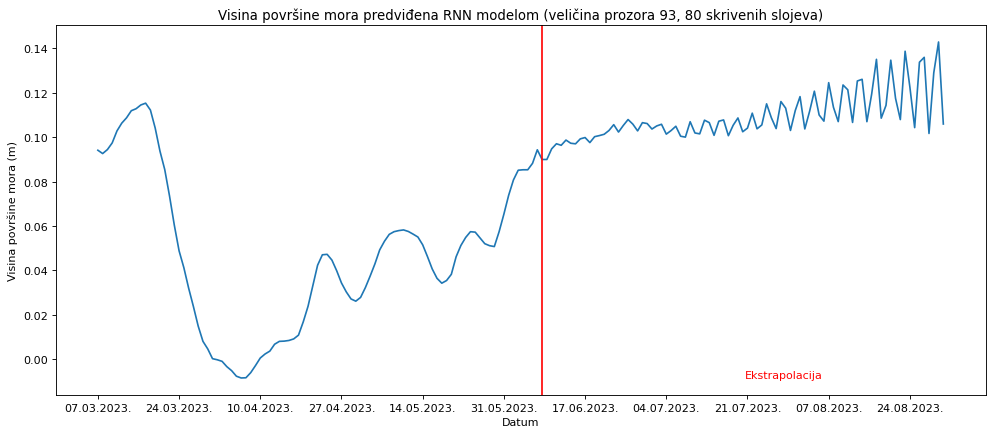 Visina površine mora predviđena RNN modelom (veličina prozora 93, 80 skrivenih slojeva)
Visina površine mora (m)
0.14
0.12
0.10
0.08
0.06
0.04
0.02
0.00
Ekstrapolacija
07.03.2023. 24.03.2023. 10.04.2023. 27.04.2023. 14.05.2023. 31.05.2023. 17.06.2023. 04.07.2023. 21.07.2023. 07.08.2023. 24.08.2023.
Datum